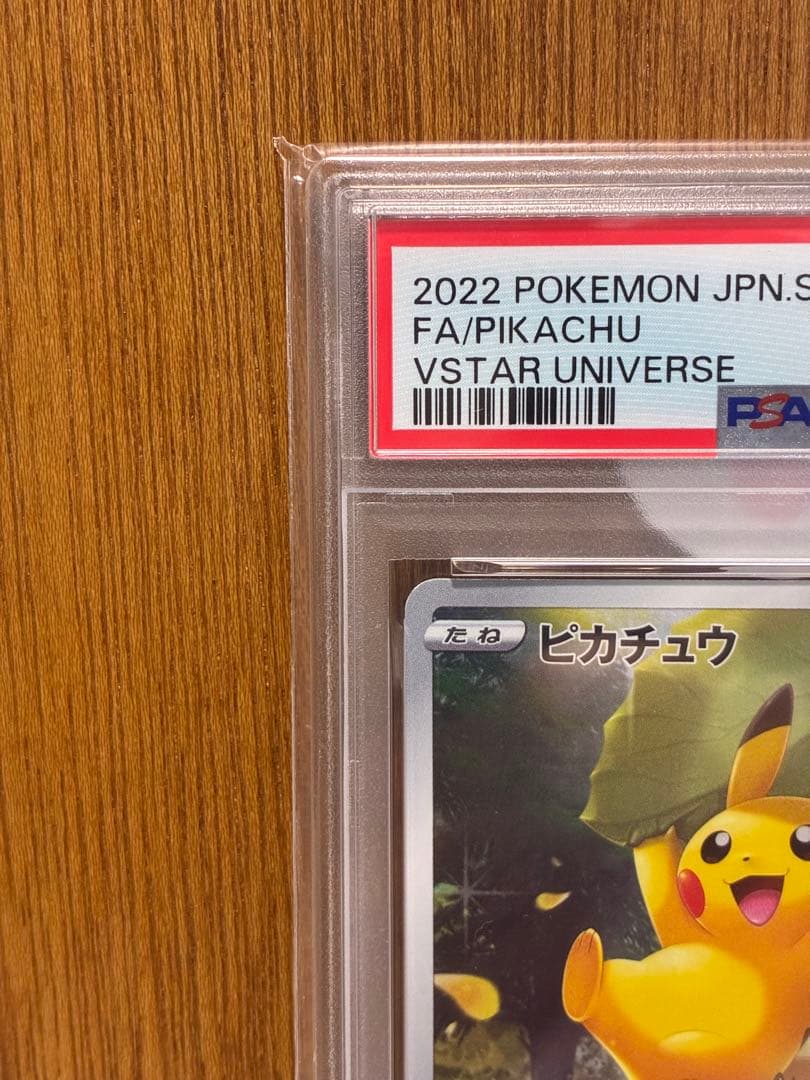 2022 POKEMON JPN.S
FA/PIKACHU
VSTAR UNIVERSE
PSA
たね ピカチュウ